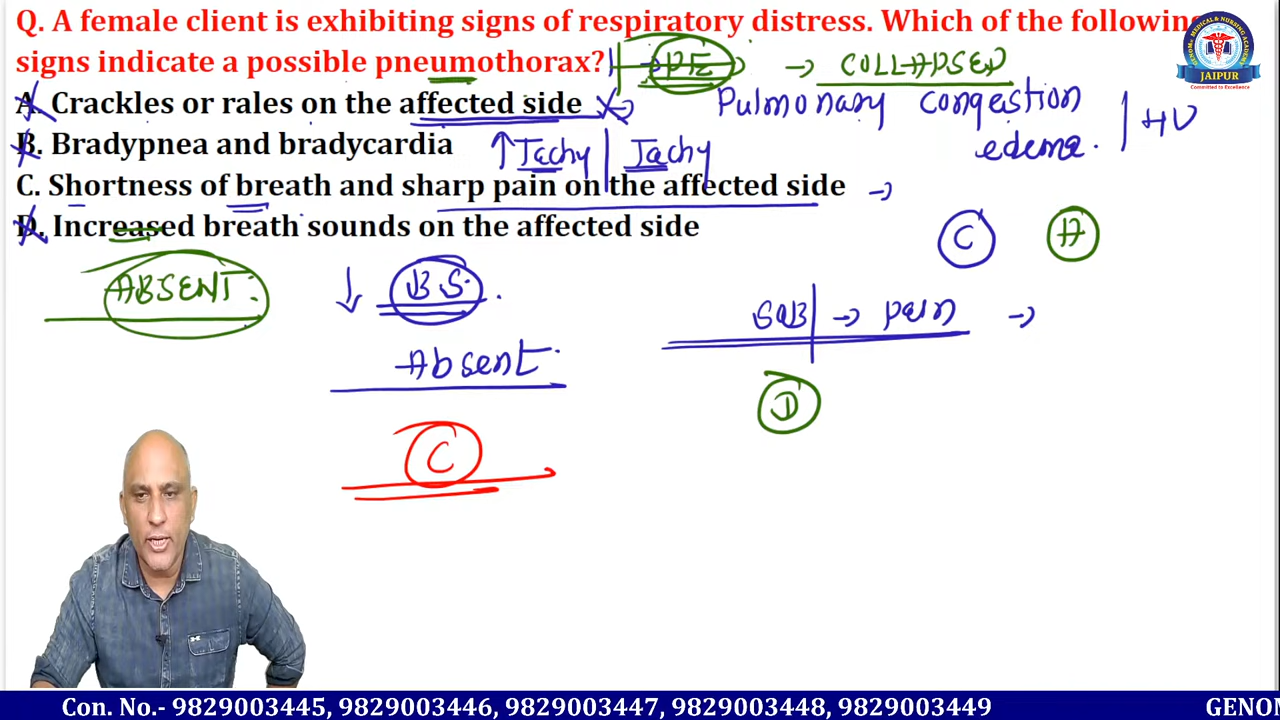 Q. A female client is exhibiting signs of respiratory distress. Which of the following
signs indicate a possible pneumothorax?
→ COLLAPSED
A. Crackles or rales on the affected side
Pulmonary congestion
edema.
B. Bradypnea and bradycardia
↑ Tachy | Tachy
C. Shortness of breath and sharp pain on the affected side →
D. Increased breath sounds on the affected side
C
A
ABSENT
↓ B.S.
SOB → Pain →
Absent
D
C
JAIPUR
Committed to Excellence
Con. No.- 9829003445, 9829003446, 9829003447, 9829003448, 9829003449